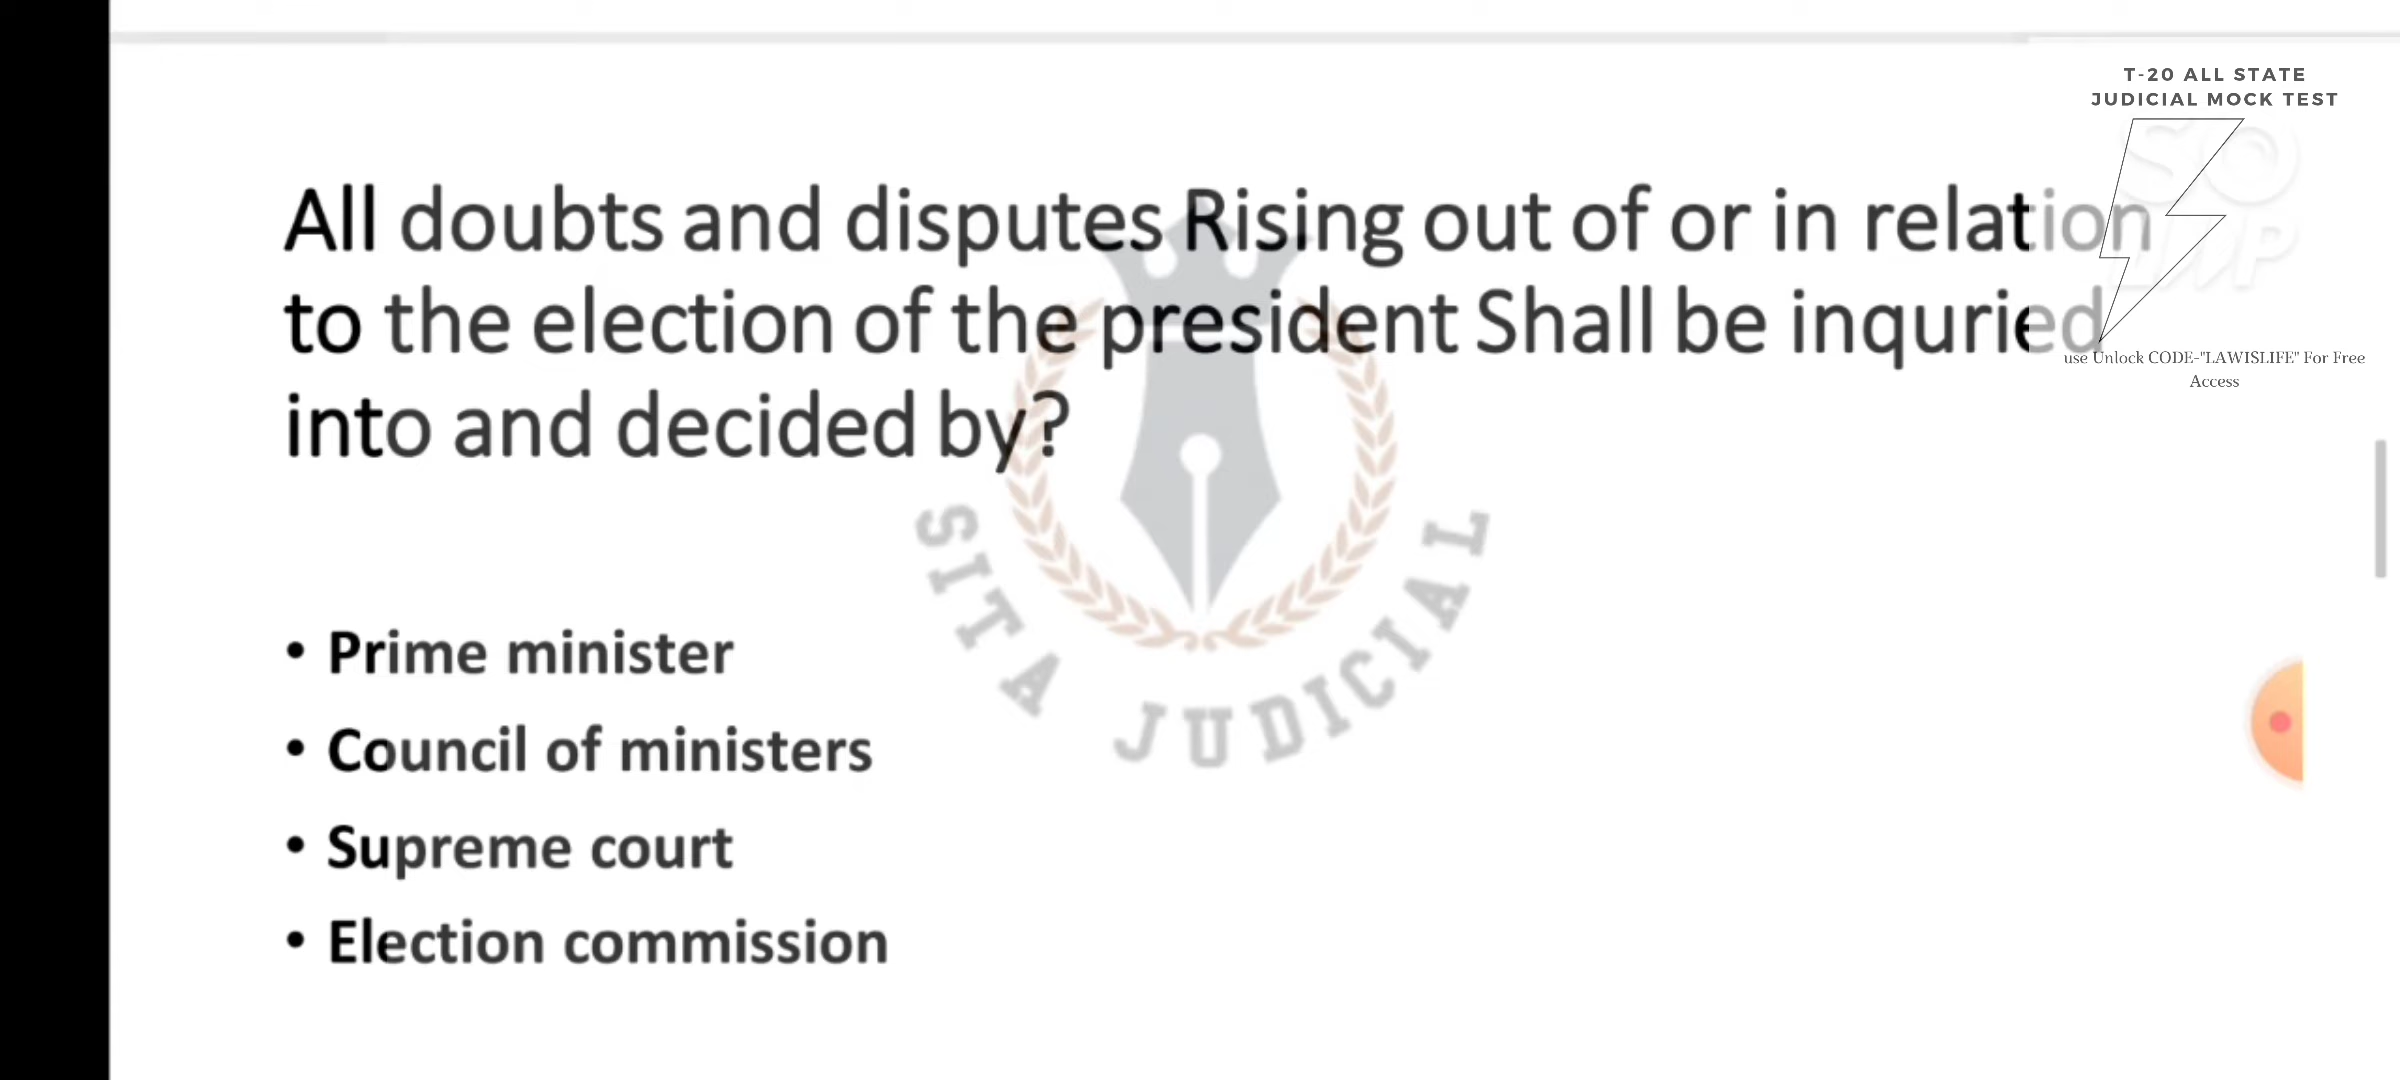 T-20 ALL STATE
JUDICIAL MOCK TEST
All doubts and disputes Rising out of or in relation
to the election of the president Shall be inquried
into and decided by?
use Unlock CODE-"LAWISLIFE" For Free
Access
SITA JUDICIAL
• Prime minister
• Council of ministers
• Supreme court
• Election commission